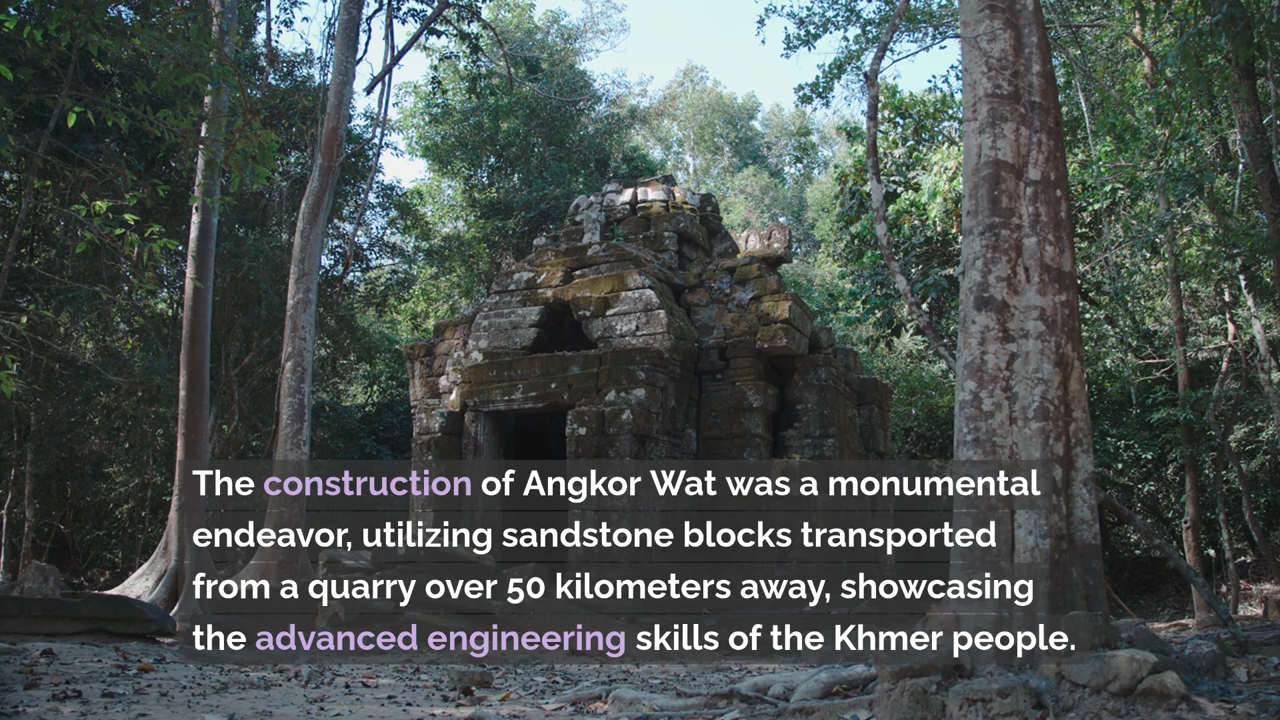 The construction of Angkor Wat was a monumental
endeavor, utilizing sandstone blocks transported
from a quarry over 50 kilometers away, showcasing
the advanced engineering skills of the Khmer people.